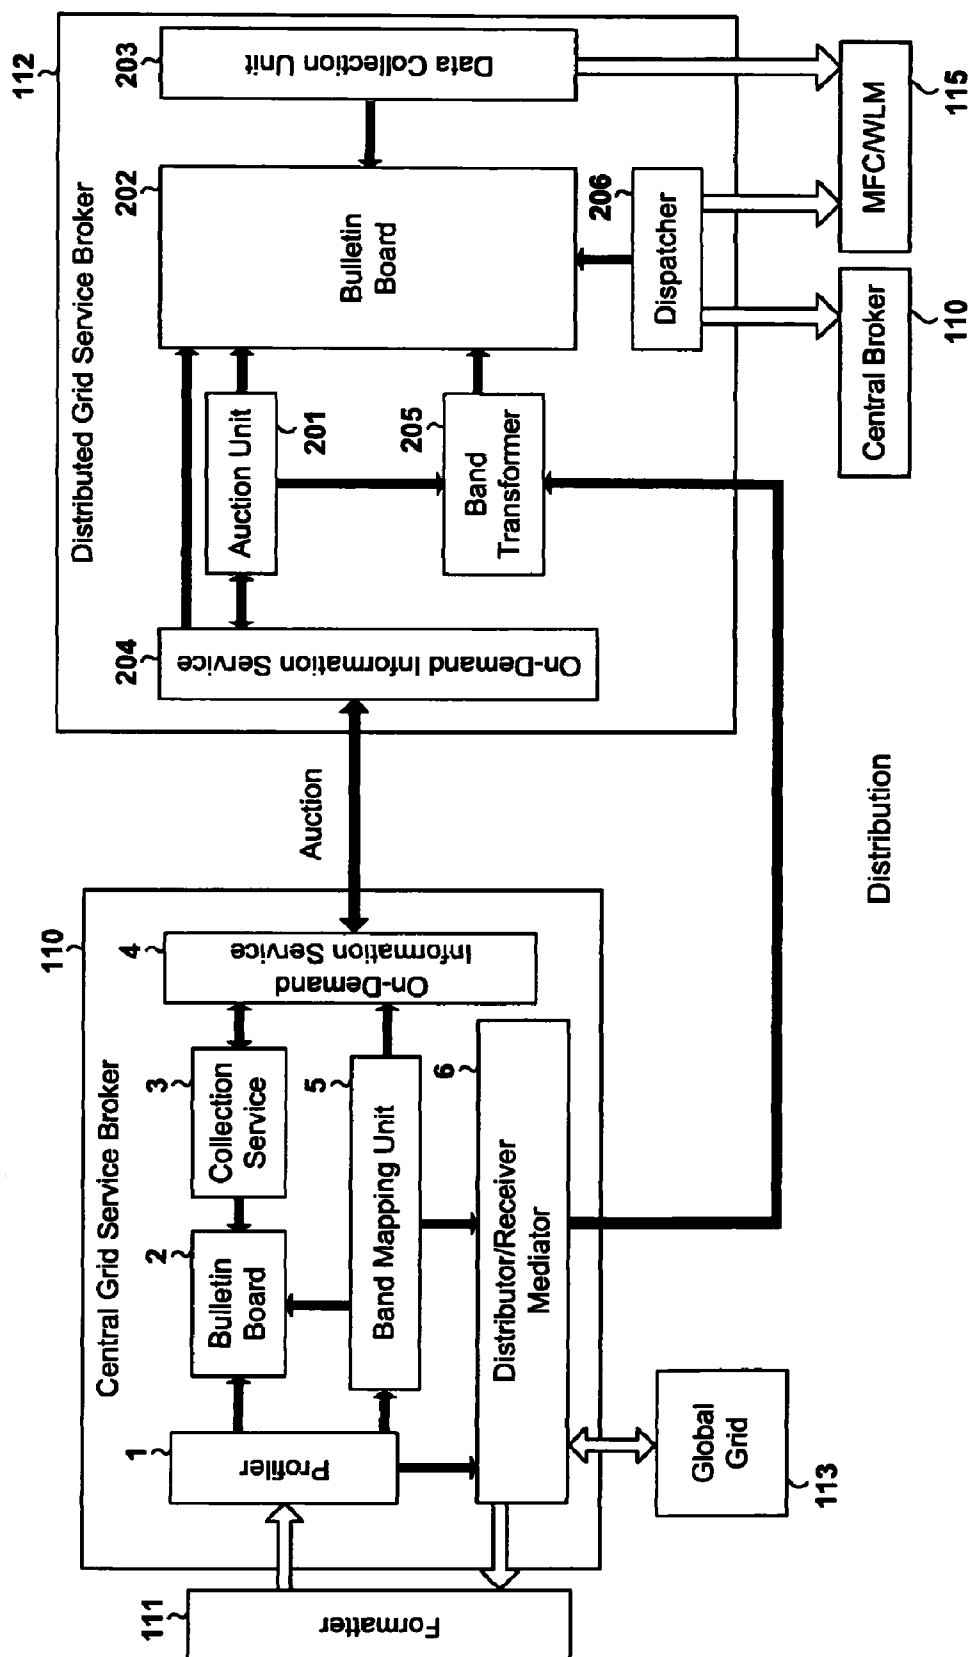 111
Formatter
110
Central Grid Service Broker
1
Profiler
2
Bulletin
Board
3
Collection
Service
4
On-Demand
Information Service
5
Band Mapping Unit
6
Distributor/Receiver
Mediator
Global
Grid
113
Auction
Distribution
112
Distributed Grid Service Broker
204
On-Demand Information Service
Auction Unit
201
205
Band
Transformer
202
Bulletin
Board
203
Data Collection Unit
206
Dispatcher
Central Broker
110
MFC/WLM
115